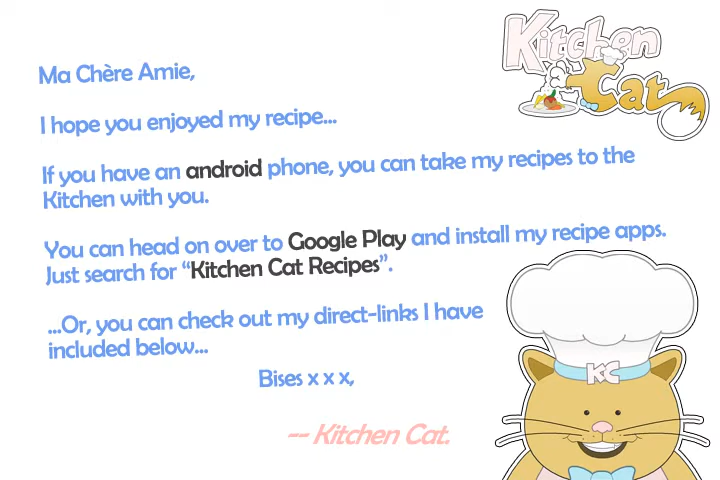 Kitchen
Cat
Ma Chère Amie,
I hope you enjoyed my recipe...
If you have an android phone, you can take my recipes to the
Kitchen with you.
You can head on over to Google Play and install my recipe apps.
Just search for “Kitchen Cat Recipes”.
...Or, you can check out my direct-links I have
included below...
Bises x x x,
-- Kitchen Cat.
KC